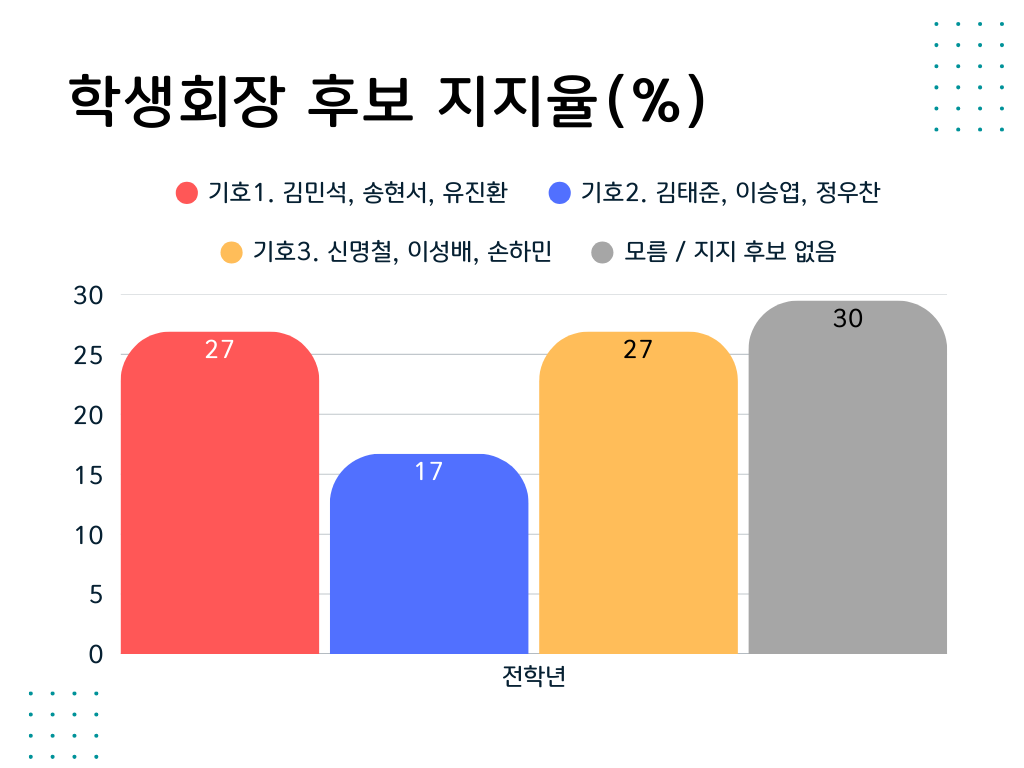 학생회장 후보 지지율(%)
기호1. 김민석, 송현서, 유진환 기호2. 김태준, 이승엽, 정우찬
기호3. 신명철, 이성배, 손하민 모름 / 지지 후보 없음
30
25
20
15
10
5
0
27
17
27
30
전학년